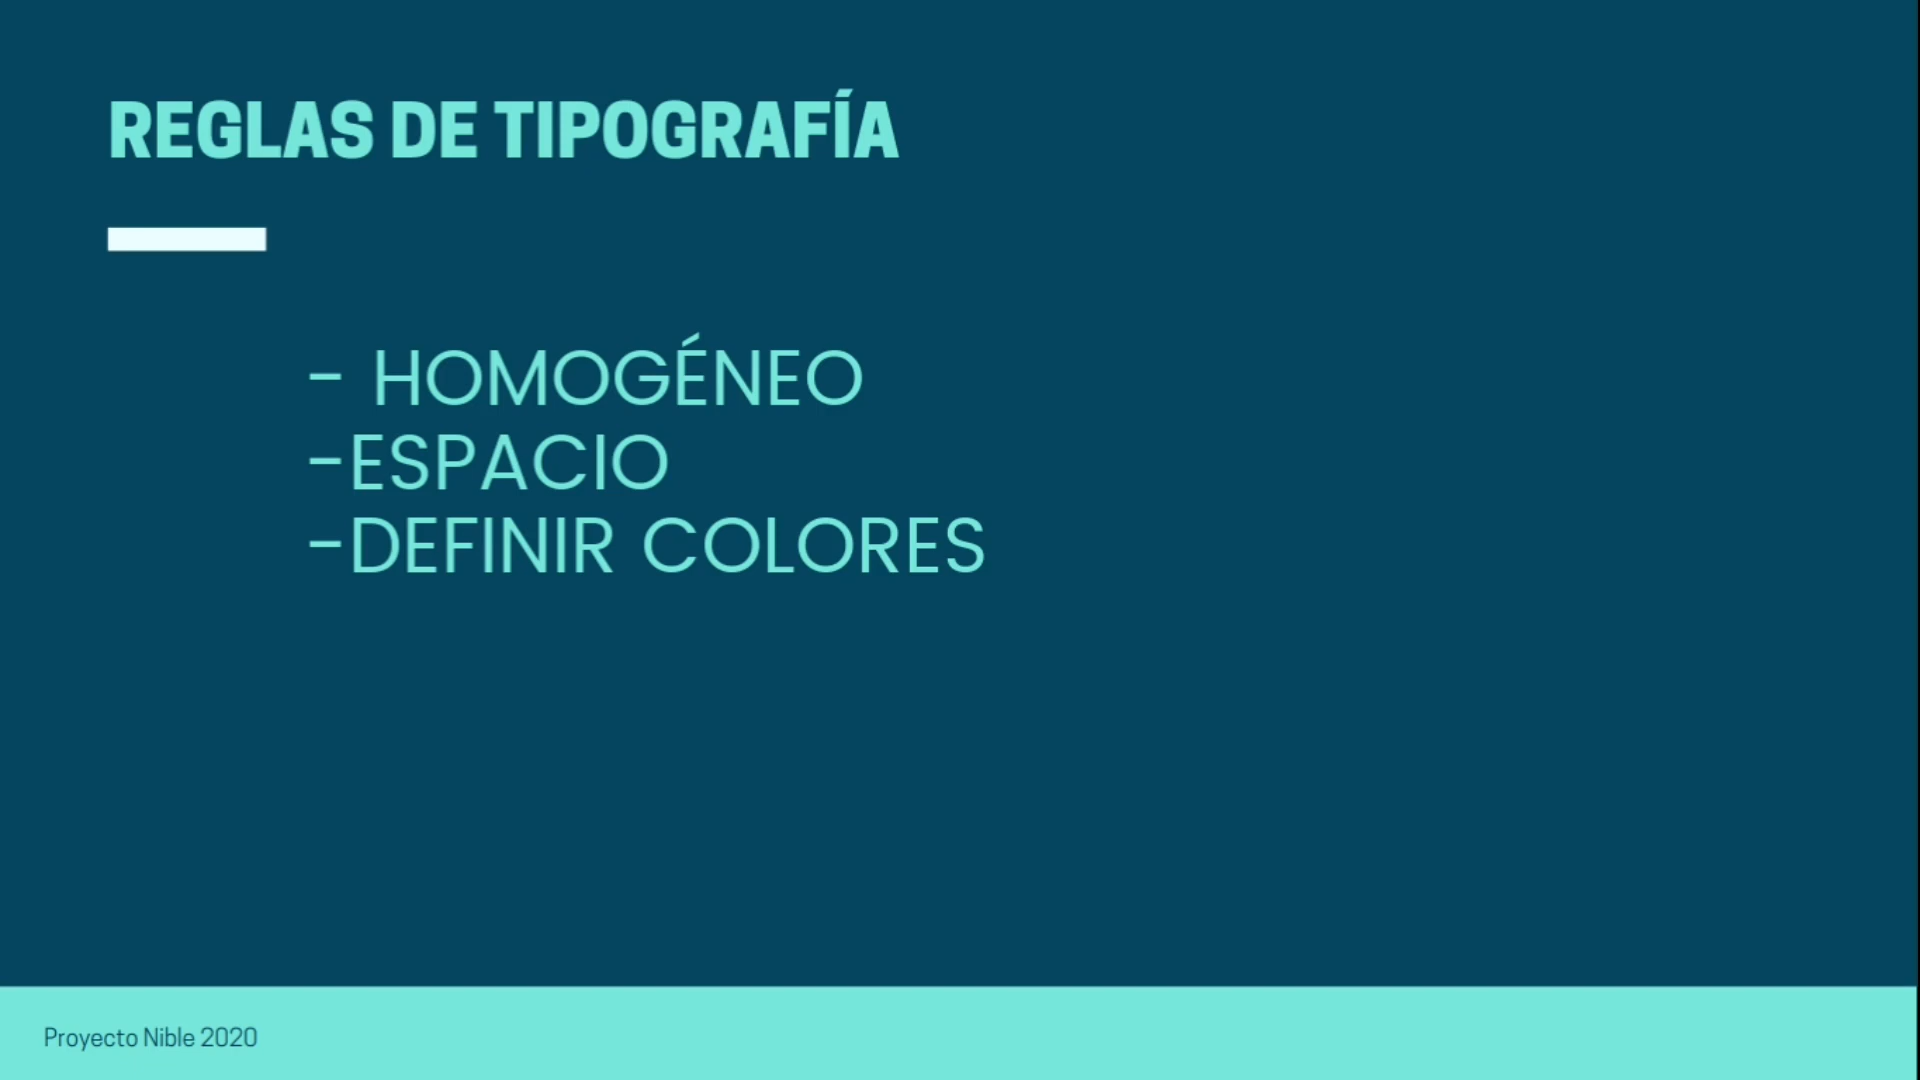 REGLAS DE TIPOGRAFÍA
- HOMOGÉNEO
-ESPACIO
-DEFINIR COLORES
Proyecto Nible 2020